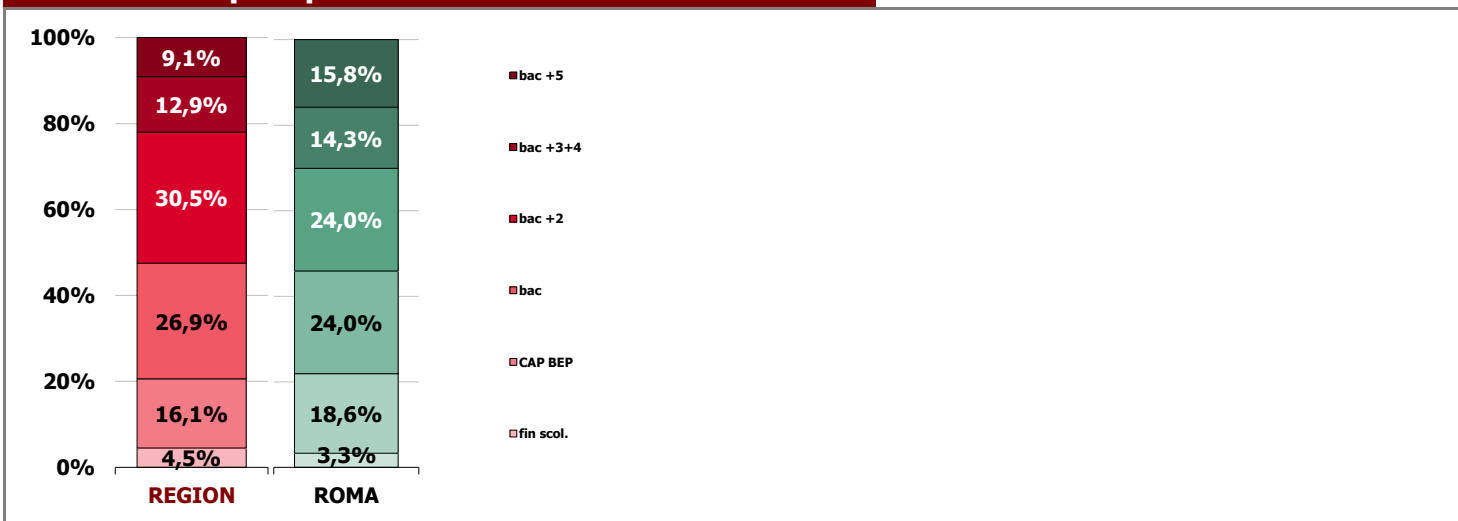 100%
80%
60%
40%
20%
0%
9,1%
12,9%
30,5%
26,9%
16,1%
4,5%
REGION
15,8%
14,3%
24,0%
24,0%
18,6%
3,3%
ROMA
bac +5
bac +3+4
bac +2
bac
CAP BEP
fin scol.